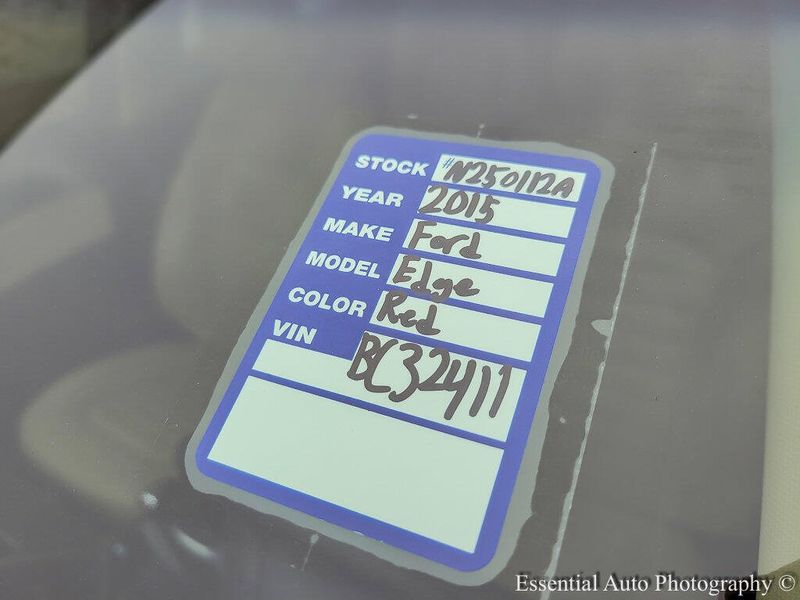 STOCK #N250112A
YEAR 2015
MAKE Ford
MODEL Edge
COLOR Red
VIN BC32411
Essential Auto Photography ©